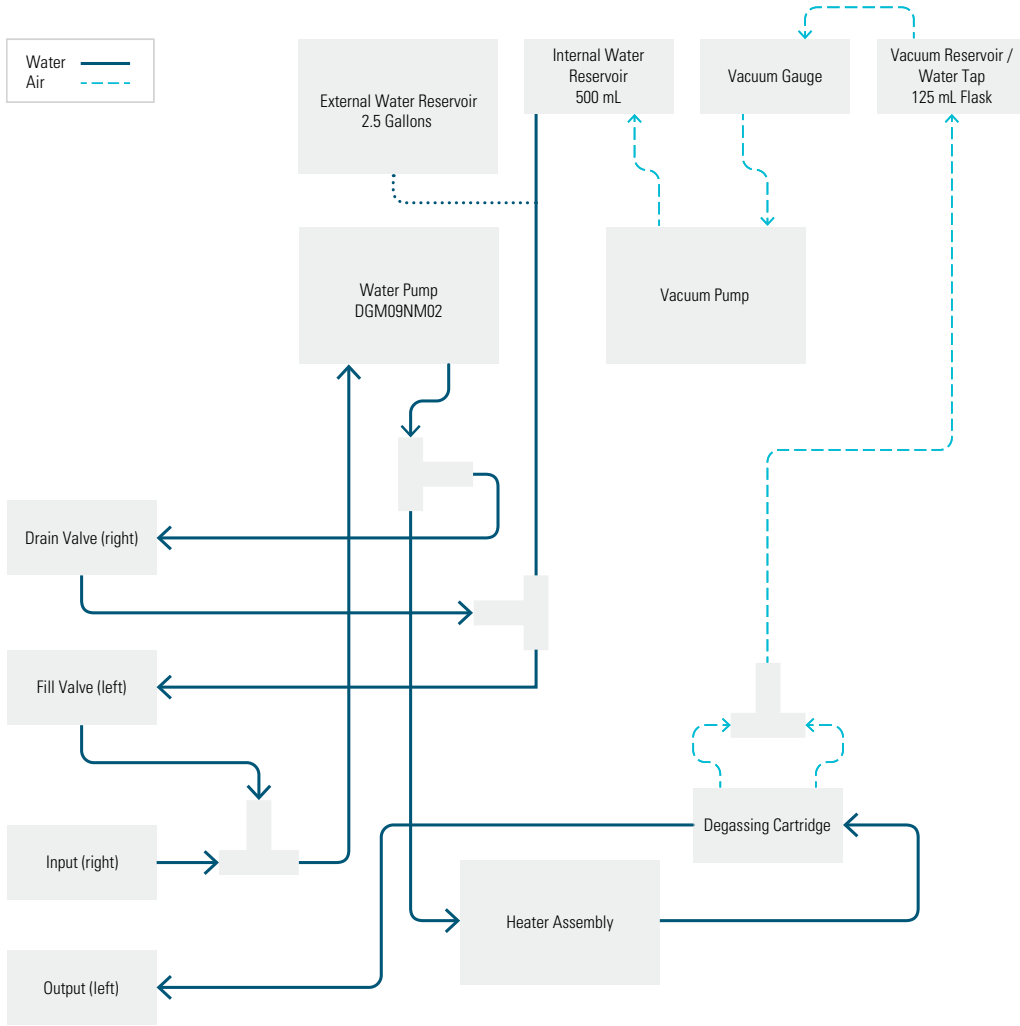 Water
Air
External Water Reservoir
2.5 Gallons
Internal Water
Reservoir
500 mL
Vacuum Gauge
Vacuum Reservoir /
Water Tap
125 mL Flask
Water Pump
DGM09NM02
Vacuum Pump
Drain Valve (right)
Fill Valve (left)
Input (right)
Output (left)
Degassing Cartridge
Heater Assembly